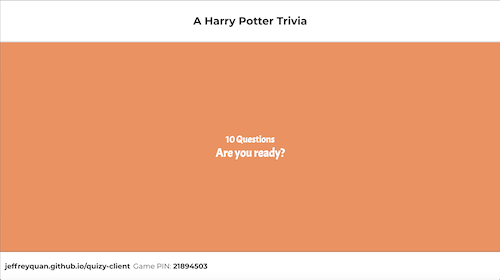 A Harry Potter Trivia
10 Questions
Are you ready?
jeffreyquan.github.io/quizy-client Game PIN: 21894503